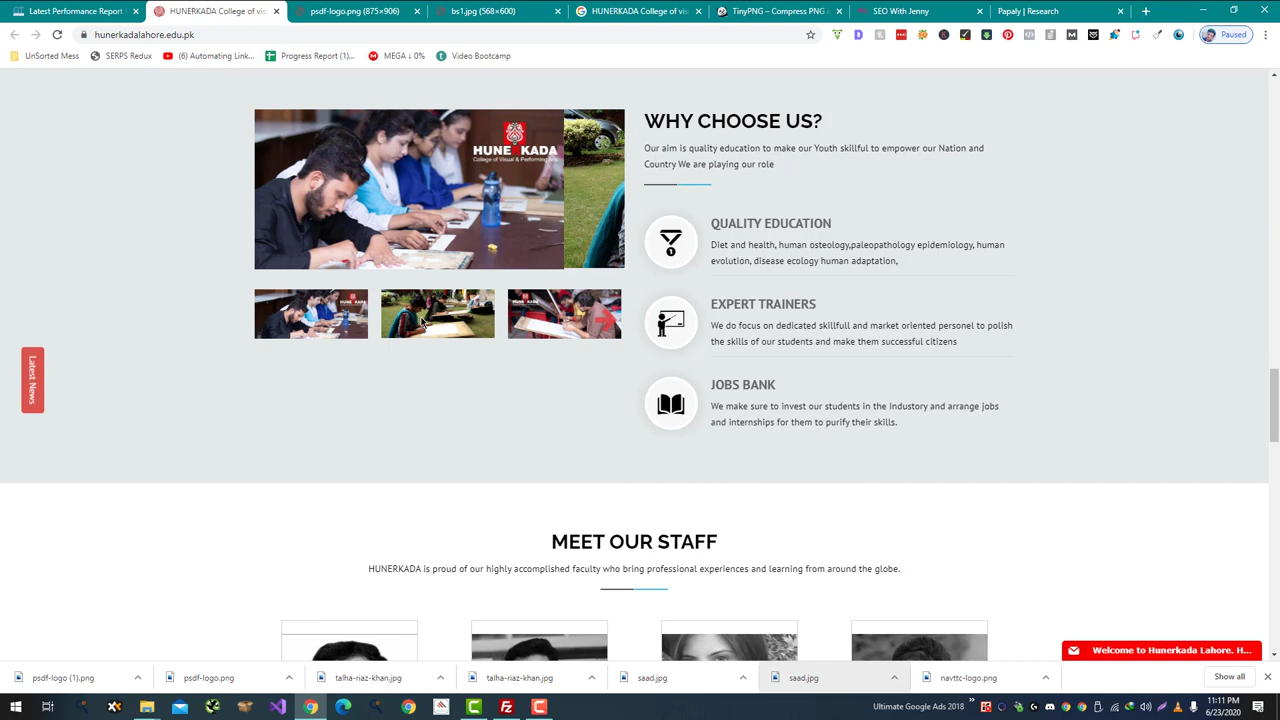 Latest Performance Report
HUNERKADA College of vis
psdf-logo.png (875×906)
bs1.jpg (568×600)
HUNERKADA College of vis
TinyPNG – Compress PNG i
SEO With Jenny
Papaly | Research
hunerkadalahore.edu.pk
Paused
UnSorted Mess
SERPS Redux
(6) Automating Link...
Progress Report (1)...
MEGA ↓ 0%
Video Bootcamp
HUNE KADA
College of Visual & Performing Arts
WHY CHOOSE US?
Our aim is quality education to make our Youth skillful to empower our Nation and
Country We are playing our role
QUALITY EDUCATION
Diet and health, human osteology,paleopathology epidemiology, human
evolution, disease ecology human adaptation,
EXPERT TRAINERS
We do focus on dedicated skillfull and market oriented personel to polish
the skills of our students and make them successful citizens
JOBS BANK
We make sure to invest our students in the Industory and arrange jobs
and internships for them to purify their skills.
Latest News
MEET OUR STAFF
HUNERKADA is proud of our highly accomplished faculty who bring professional experiences and learning from around the globe.
Welcome to Hunerkada Lahore. H...
psdf-logo (1).png
psdf-logo.png
talha-riaz-khan.jpg
talha-riaz-khan.jpg
saad.jpg
saad.jpg
navttc-logo.png
Show all
Ultimate Google Ads 2018
11:11 PM
6/23/2020